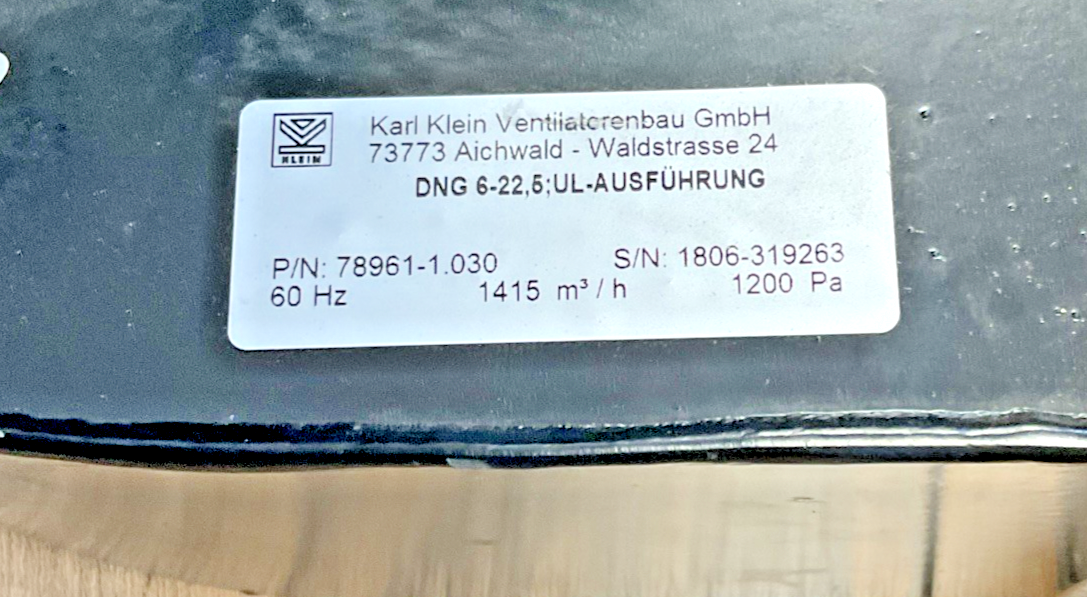 KLEIN
Karl Klein Ventilatorenbau GmbH
73773 Aichwald - Waldstrasse 24
DNG 6-22,5;UL-AUSFÜHRUNG
P/N: 78961-1.030 S/N: 1806-319263
60 Hz 1415 m³/h 1200 Pa